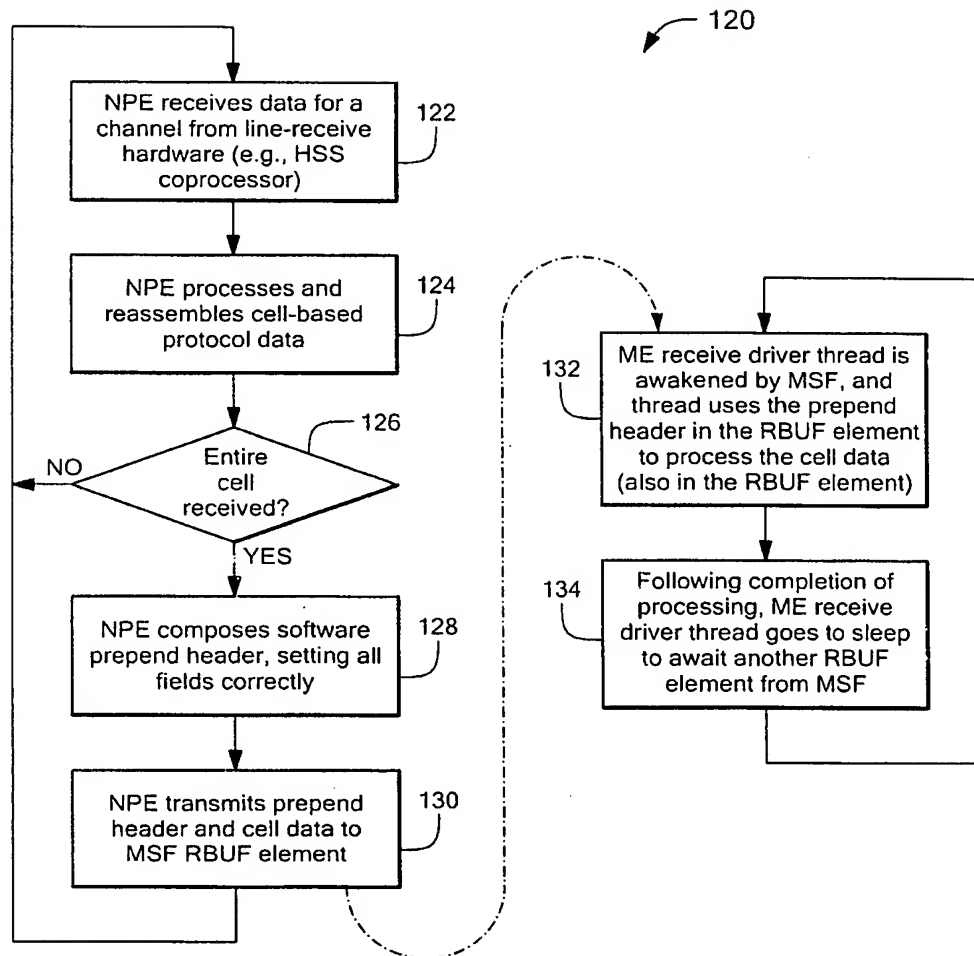 120
NPE receives data for a
channel from line-receive
hardware (e.g., HSS
coprocessor)
122
NPE processes and
reassembles cell-based
protocol data
124
Entire
cell
received?
126
NO
YES
NPE composes software
prepend header, setting all
fields correctly
128
NPE transmits prepend
header and cell data to
MSF RBUF element
130
132
ME receive driver thread is
awakened by MSF, and
thread uses the prepend
header in the RBUF element
to process the cell data
(also in the RBUF element)
134
Following completion of
processing, ME receive
driver thread goes to sleep
to await another RBUF
element from MSF